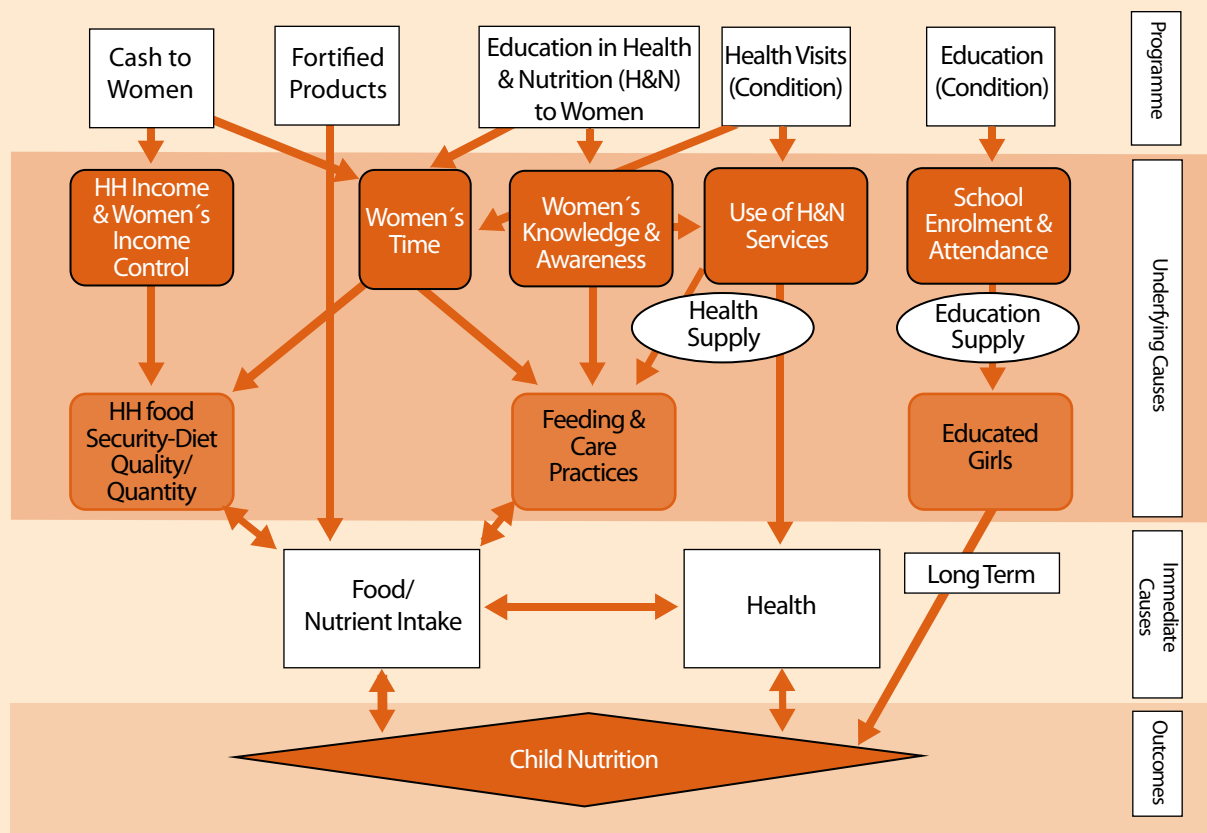 Cash to
Women
Fortified
Products
Education in Health
& Nutrition (H&N)
to Women
Health Visits
(Condition)
Education
(Condition)
Programme
HH Income
& Women´s
Income
Control
Women´s
Time
Women´s
Knowledge &
Awareness
Use of H&N
Services
School
Enrolment &
Attendance
Health
Supply
Education
Supply
Underfying Causes
HH food
Security-Diet
Quality/
Quantity
Feeding &
Care
Practices
Educated
Girls
Food/
Nutrient Intake
Health
Long Term
Immediate
Causes
Child Nutrition
Outcomes